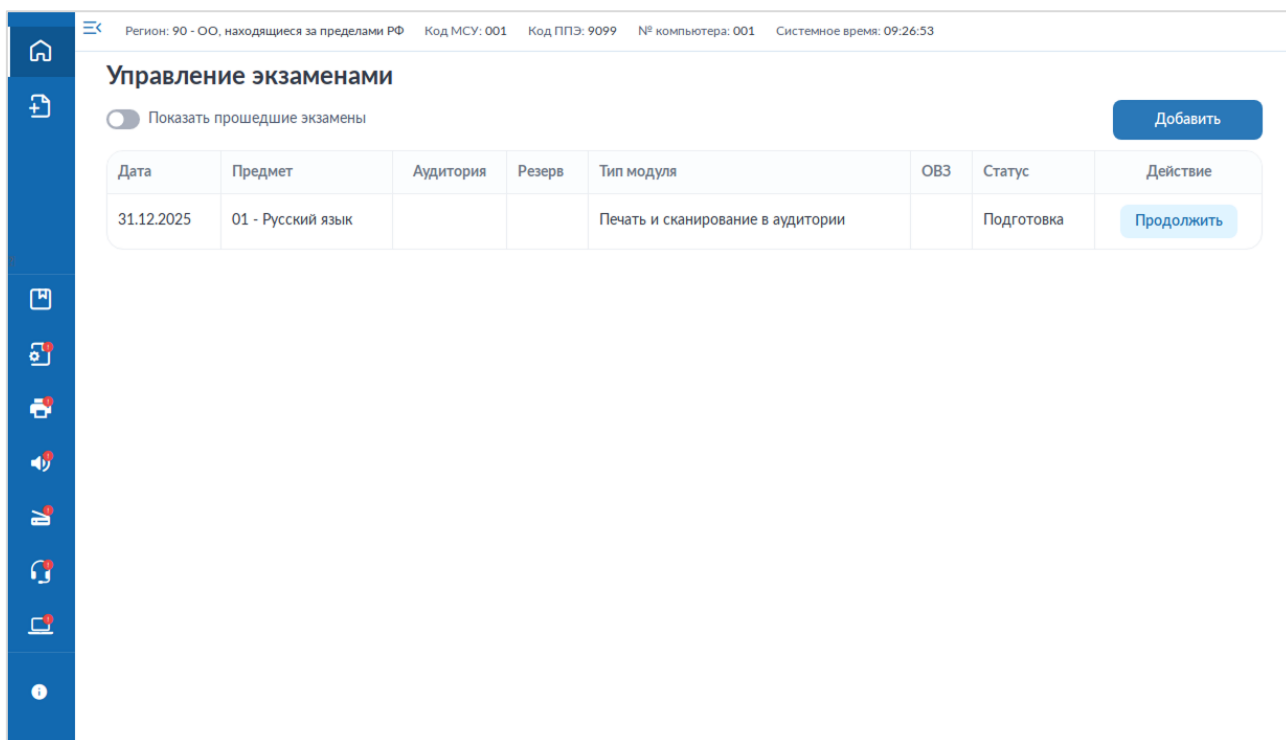 Регион: 90 - ОО, находящиеся за пределами РФ Код МСУ: 001 Код ППЭ: 9099 № компьютера: 001 Системное время: 09:26:53
Управление экзаменами
Показать прошедшие экзамены Добавить
Дата Предмет Аудитория Резерв Тип модуля ОВЗ Статус Действие
31.12.2025 01 - Русский язык Печать и сканирование в аудитории Подготовка Продолжить